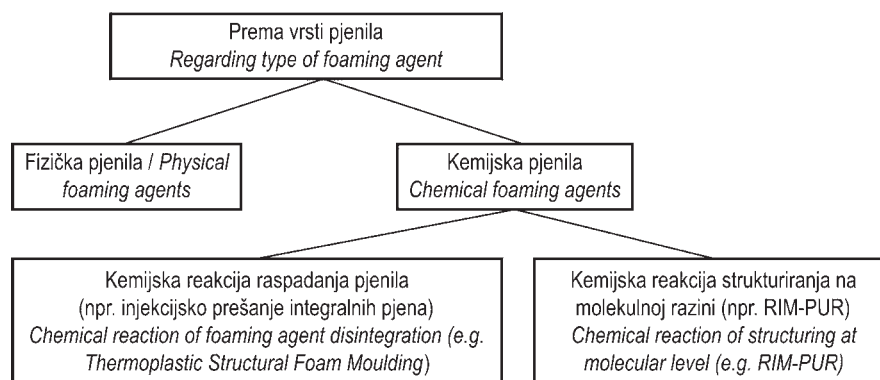 Prema vrsti pjenila
Regarding type of foaming agent
Fizička pjenila / Physical
foaming agents
Kemijska pjenila
Chemical foaming agents
Kemijska reakcija raspadanja pjenila
(npr. injekcijsko prešanje integralnih pjena)
Chemical reaction of foaming agent disintegration (e.g.
Thermoplastic Structural Foam Moulding)
Kemijska reakcija strukturiranja na
molekulnoj razini (npr. RIM-PUR)
Chemical reaction of structuring at
molecular level (e.g. RIM-PUR)